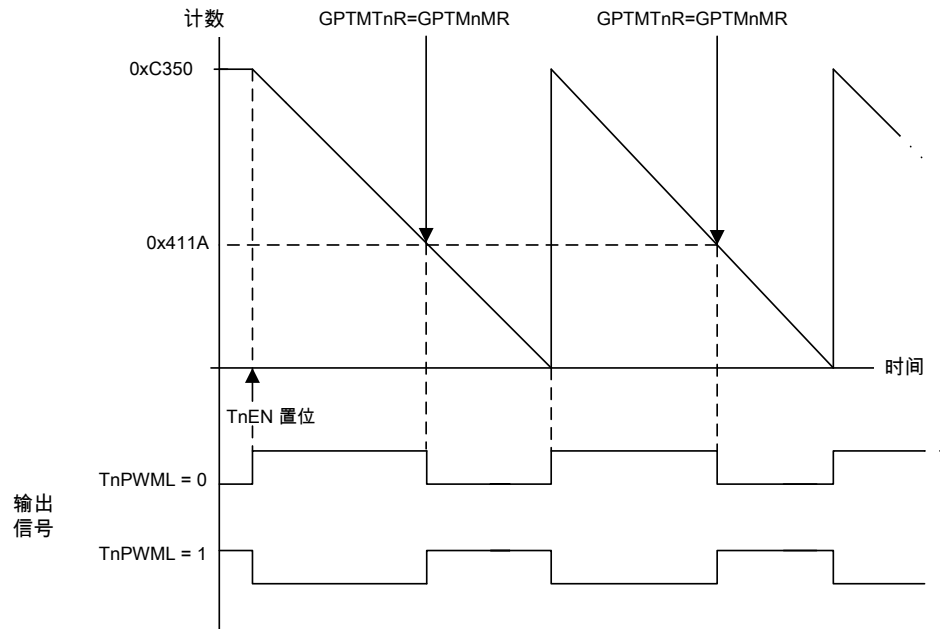 计数
GPTMTnR=GPTMnMR
GPTMTnR=GPTMnMR
0xC350
0x411A
时间
TnEN 置位
TnPWML = 0
输出
信号
TnPWML = 1